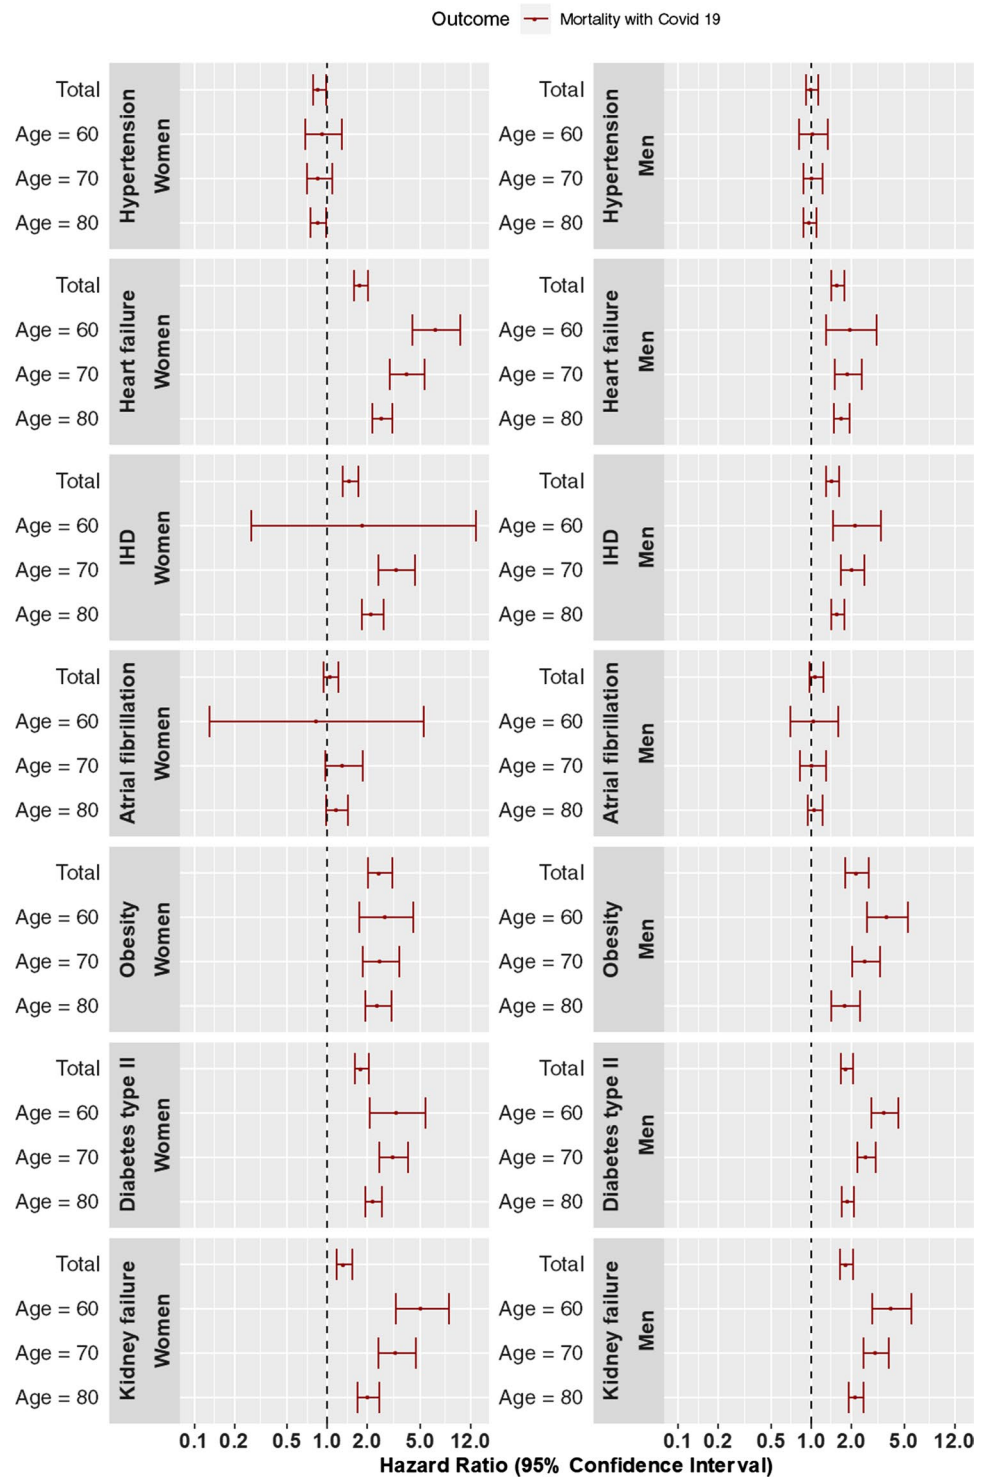 Outcome Mortality with Covid 19
Total Total
Age = 60 Age = 60
Age = 70 Age = 70
Age = 80 Age = 80
Hypertension Women Hypertension Men
Total Total
Age = 60 Age = 60
Age = 70 Age = 70
Age = 80 Age = 80
Heart failure Women Heart failure Men
Total Total
Age = 60 Age = 60
Age = 70 Age = 70
Age = 80 Age = 80
IHD Women IHD Men
Total Total
Age = 60 Age = 60
Age = 70 Age = 70
Age = 80 Age = 80
Atrial fibrillation Women Atrial fibrillation Men
Total Total
Age = 60 Age = 60
Age = 70 Age = 70
Age = 80 Age = 80
Obesity Women Obesity Men
Total Total
Age = 60 Age = 60
Age = 70 Age = 70
Age = 80 Age = 80
Diabetes type II Women Diabetes type II Men
Total Total
Age = 60 Age = 60
Age = 70 Age = 70
Age = 80 Age = 80
Kidney failure Women Kidney failure Men
0.1 0.2 0.5 1.0 2.0 5.0 12.0 0.1 0.2 0.5 1.0 2.0 5.0 12.0
Hazard Ratio (95% Confidence Interval)